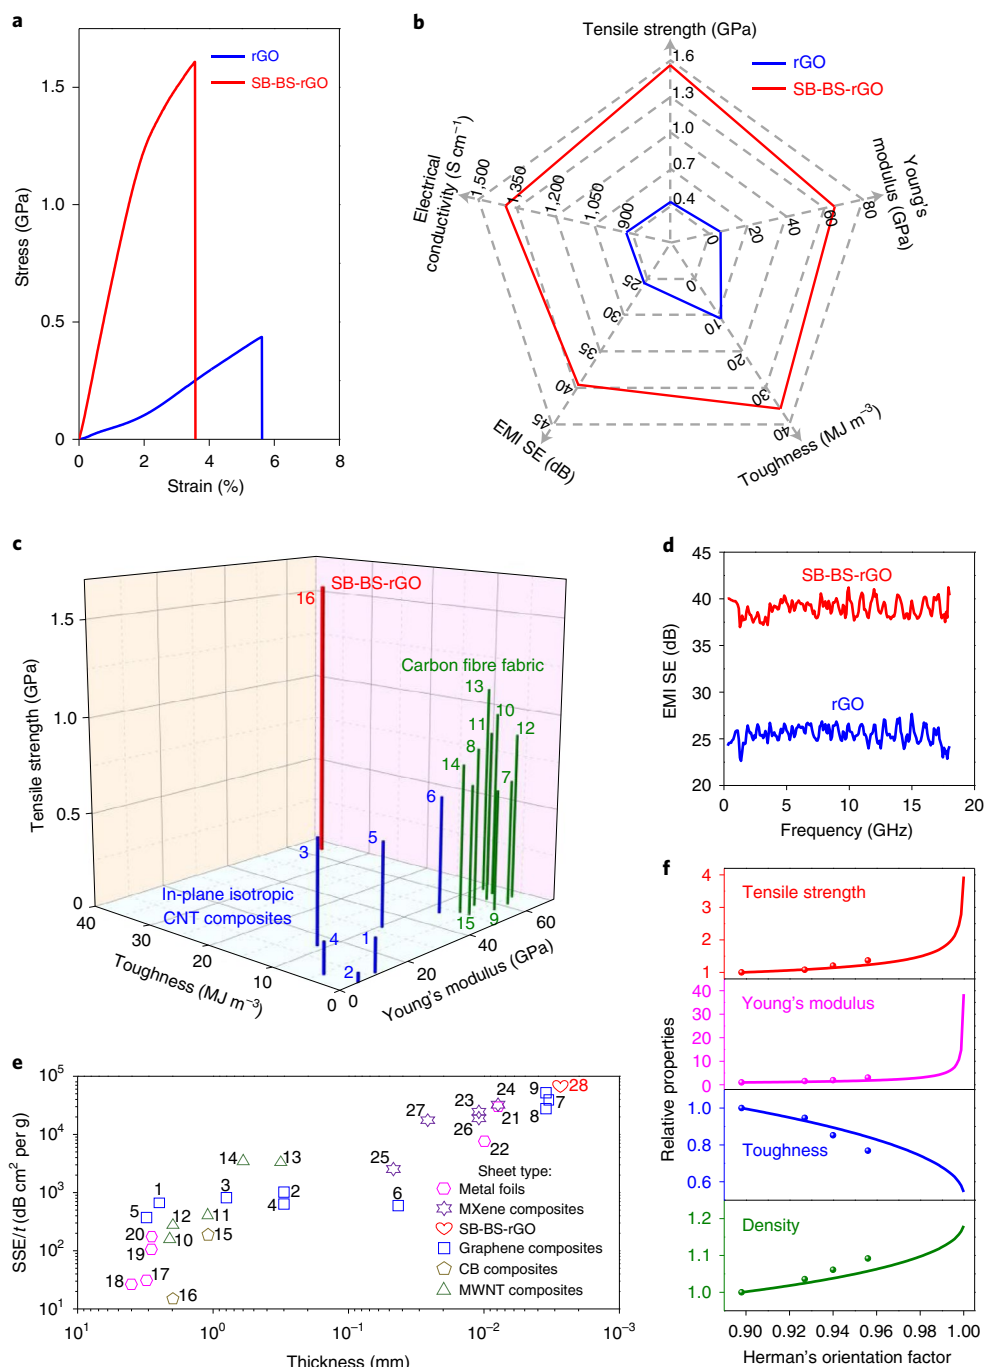 a
rGO
SB-BS-rGO
1.5
1.0
0.5
0
0 2 4 6 8
Stress (GPa)
Strain (%)
b
Tensile strength (GPa)
rGO
SB-BS-rGO
1.6
1.3
1.0
0.7
0.4
Young's
modulus (GPa)
0 20 40 60 80
Toughness (MJ m⁻³)
0 10 20 30 40
EMI SE (dB)
25 30 35 40 45
Electrical
conductivity (S cm⁻¹)
900 1,050 1,200 1,350 1,500
c
SB-BS-rGO
16
Carbon fibre fabric
13
10
11
12
8
14
7
6
5
3
In-plane isotropic
CNT composites
4
1
2
15
9
1.5
1.0
0.5
0
Tensile strength (GPa)
40 30 20 10 0
Toughness (MJ m⁻³)
0 20 40 60
Young's modulus (GPa)
d
45
40
35
30
25
20
SB-BS-rGO
rGO
EMI SE (dB)
0 5 10 15 20
Frequency (GHz)
e
10⁵
10⁴
10³
10²
10¹
SSE/t (dB cm² per g)
9 28
24
23 7
27 21 8
26
22
25
14 13
1 3 2
4 6
5
12 11
20 10 15
19
18 17
16
Sheet type:
Metal foils
MXene composites
SB-BS-rGO
Graphene composites
CB composites
MWNT composites
10¹ 10⁰ 10⁻¹ 10⁻² 10⁻³
Thickness (mm)
f
Tensile strength
4
3
2
1
Young's modulus
40
30
20
10
0
Toughness
1.0
0.8
0.6
Density
1.2
1.1
1.0
Relative properties
0.90 0.92 0.94 0.96 0.98 1.00
Herman's orientation factor